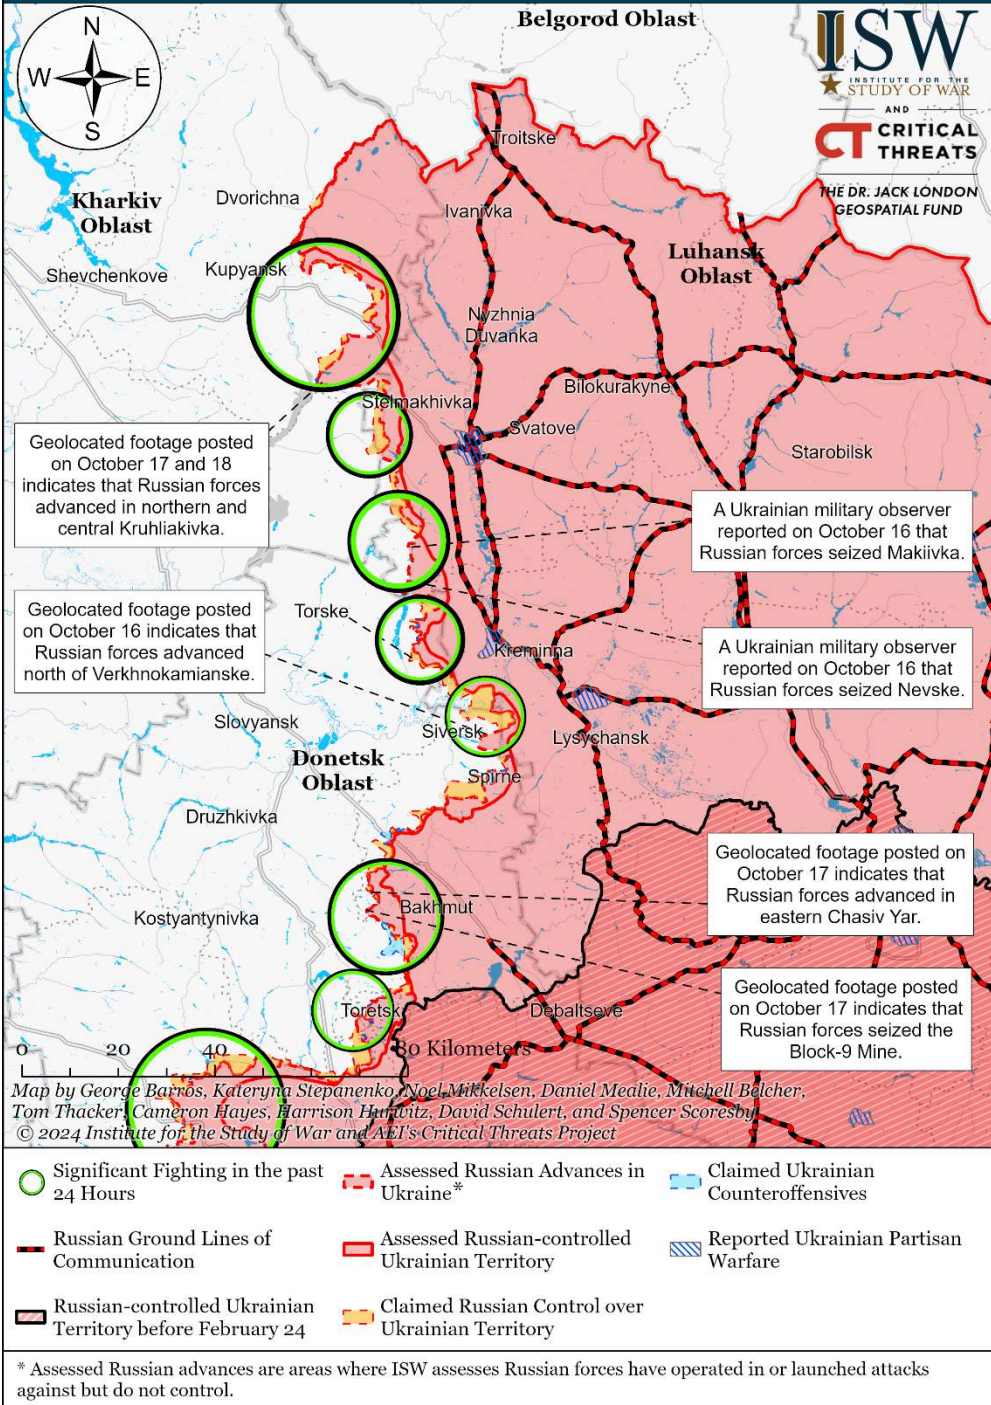 Belgorod Oblast
N
W E
S
ISW
INSTITUTE FOR THE
STUDY OF WAR
AND
CT CRITICAL
THREATS
THE DR. JACK LONDON
GEOSPATIAL FUND
Troitske
Kharkiv
Oblast
Dvorichna
Ivanivka
Luhansk
Oblast
Shevchenkove
Kupyansk
Nyzhnia
Duvanka
Bilokurakyne
Stelmakhivka
Svatove
Starobilsk
Geolocated footage posted
on October 17 and 18
indicates that Russian forces
advanced in northern and
central Kruhliakivka.
A Ukrainian military observer
reported on October 16 that
Russian forces seized Makiivka.
Geolocated footage posted
on October 16 indicates that
Russian forces advanced
north of Verkhnokamianske.
Torske
Kreminna
A Ukrainian military observer
reported on October 16 that
Russian forces seized Nevske.
Slovyansk
Siversk
Lysychansk
Donetsk
Oblast
Spirne
Druzhkivka
Geolocated footage posted on
October 17 indicates that
Russian forces advanced in
eastern Chasiv Yar.
Kostyantynivka
Bakhmut
Geolocated footage posted
on October 17 indicates that
Russian forces seized the
Block-9 Mine.
Toretsk
Debaltseve
0 20 40 80 Kilometers
Map by George Barros, Kateryna Stepanenko, Noel Mikkelsen, Daniel Mealie, Mitchell Belcher,
Tom Thacker, Cameron Hayes, Harrison Hurwitz, David Schulert, and Spencer Scoresby
© 2024 Institute for the Study of War and AEI's Critical Threats Project
Significant Fighting in the past
24 Hours
Assessed Russian Advances in
Ukraine*
Claimed Ukrainian
Counteroffensives
Russian Ground Lines of
Communication
Assessed Russian-controlled
Ukrainian Territory
Reported Ukrainian Partisan
Warfare
Russian-controlled Ukrainian
Territory before February 24
Claimed Russian Control over
Ukrainian Territory
* Assessed Russian advances are areas where ISW assesses Russian forces have operated in or launched attacks
against but do not control.